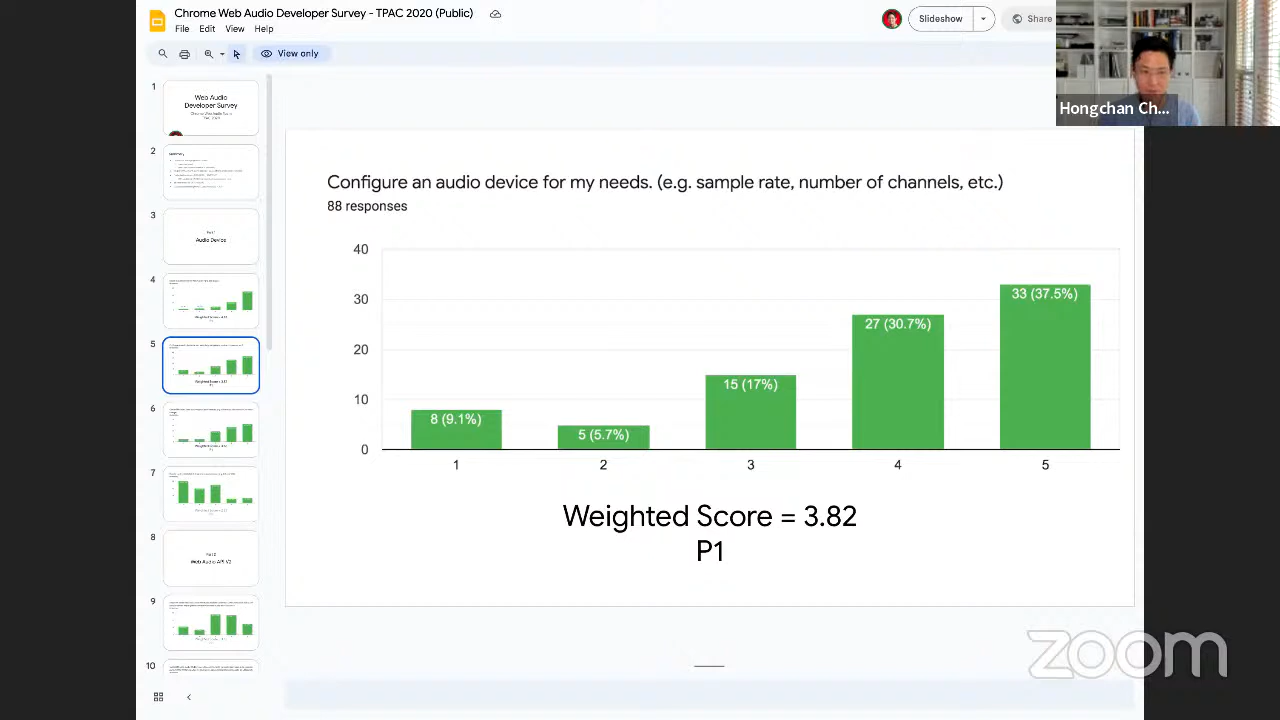 Chrome Web Audio Developer Survey - TPAC 2020 (Public)
File Edit View Help
Slideshow
Share
View only
Hongchan Ch...
1
Web Audio
Developer Survey
2
3
Audio Device
4
5
6
7
8
Web Audio API V2
9
10
Configure an audio device for my needs. (e.g. sample rate, number of channels, etc.)
88 responses
40
30
20
10
0
8 (9.1%)
5 (5.7%)
15 (17%)
27 (30.7%)
33 (37.5%)
1 2 3 4 5
Weighted Score = 3.82
P1
zoom